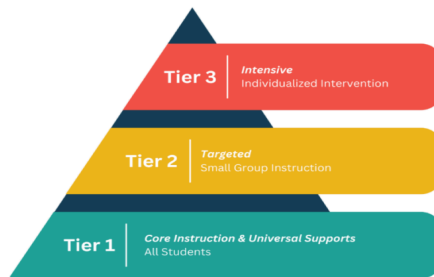 Tier 3
Intensive
Individualized Intervention
Tier 2
Targeted
Small Group Instruction
Tier 1
Core Instruction & Universal Supports
All Students